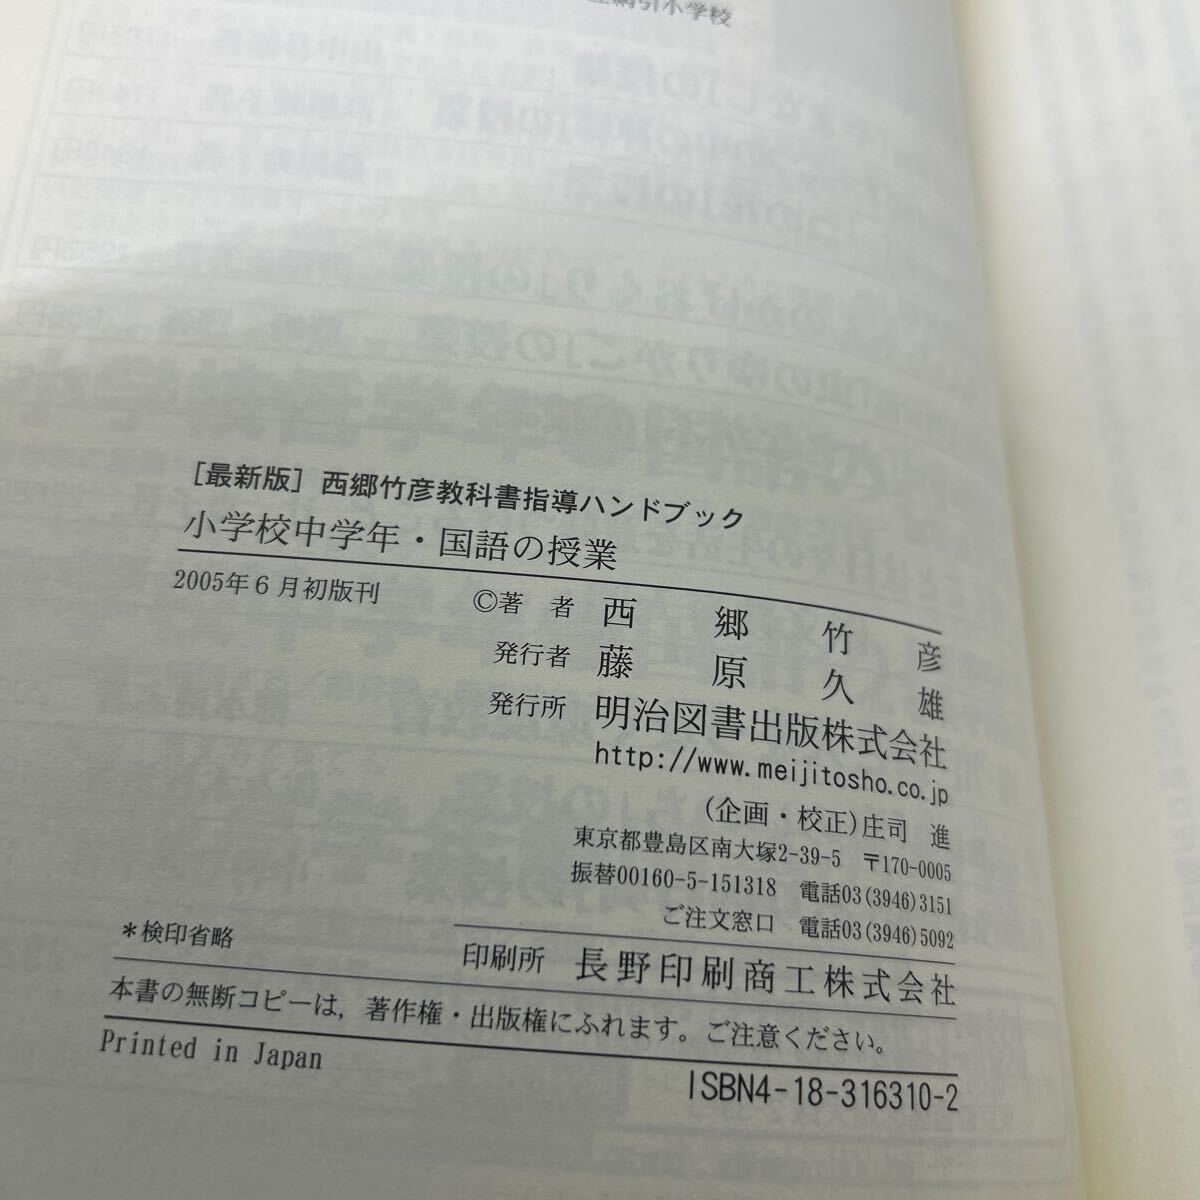 引小学校
［最新版］西郷竹彦教科書指導ハンドブック
小学校中学年・国語の授業
2005年６月初版刊
©著 者 西 郷 竹 彦
発行者 藤 原 久 雄
発行所 明治図書出版株式会社
http://www.meijitosho.co.jp
(企画・校正)庄司 進
東京都豊島区南大塚2-39-5 〒170-0005
振替00160-5-151318 電話03(3946)3151
ご注文窓口 電話03(3946)5092
＊検印省略
印刷所 長野印刷商工株式会社
本書の無断コピーは，著作権・出版権にふれます。ご注意ください。
Printed in Japan
ISBN4-18-316310-2